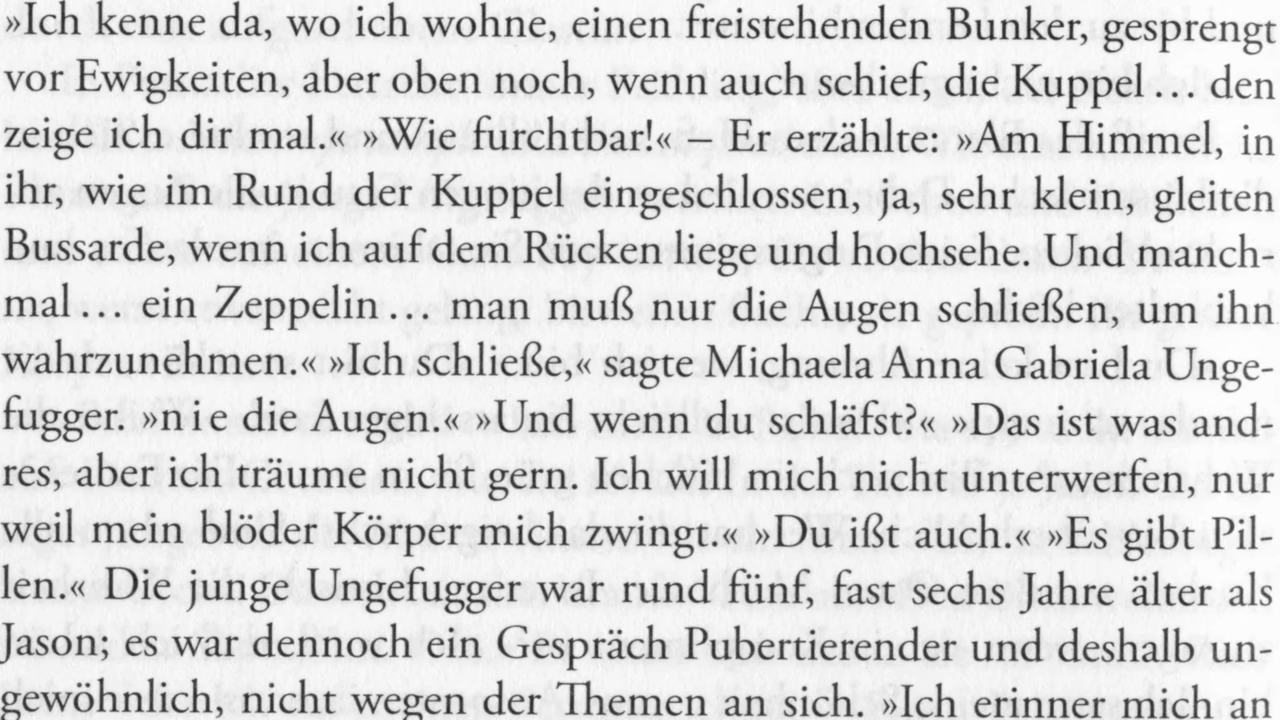 »Ich kenne da, wo ich wohne, einen freistehenden Bunker, gesprengt
vor Ewigkeiten, aber oben noch, wenn auch schief, die Kuppel ... den
zeige ich dir mal.« »Wie furchtbar!« – Er erzählte: »Am Himmel, in
ihr, wie im Rund der Kuppel eingeschlossen, ja, sehr klein, gleiten
Bussarde, wenn ich auf dem Rücken liege und hochsehe. Und manch-
mal ... ein Zeppelin ... man muß nur die Augen schließen, um ihn
wahrzunehmen.« »Ich schließe,« sagte Michaela Anna Gabriela Unge-
fugger. »n i e die Augen.« »Und wenn du schläfst?« »Das ist was and-
res, aber ich träume nicht gern. Ich will mich nicht unterwerfen, nur
weil mein blöder Körper mich zwingt.« »Du ißt auch.« »Es gibt Pil-
len.« Die junge Ungefugger war rund fünf, fast sechs Jahre älter als
Jason; es war dennoch ein Gespräch Pubertierender und deshalb un-
gewöhnlich, nicht wegen der Themen an sich. »Ich erinner mich an